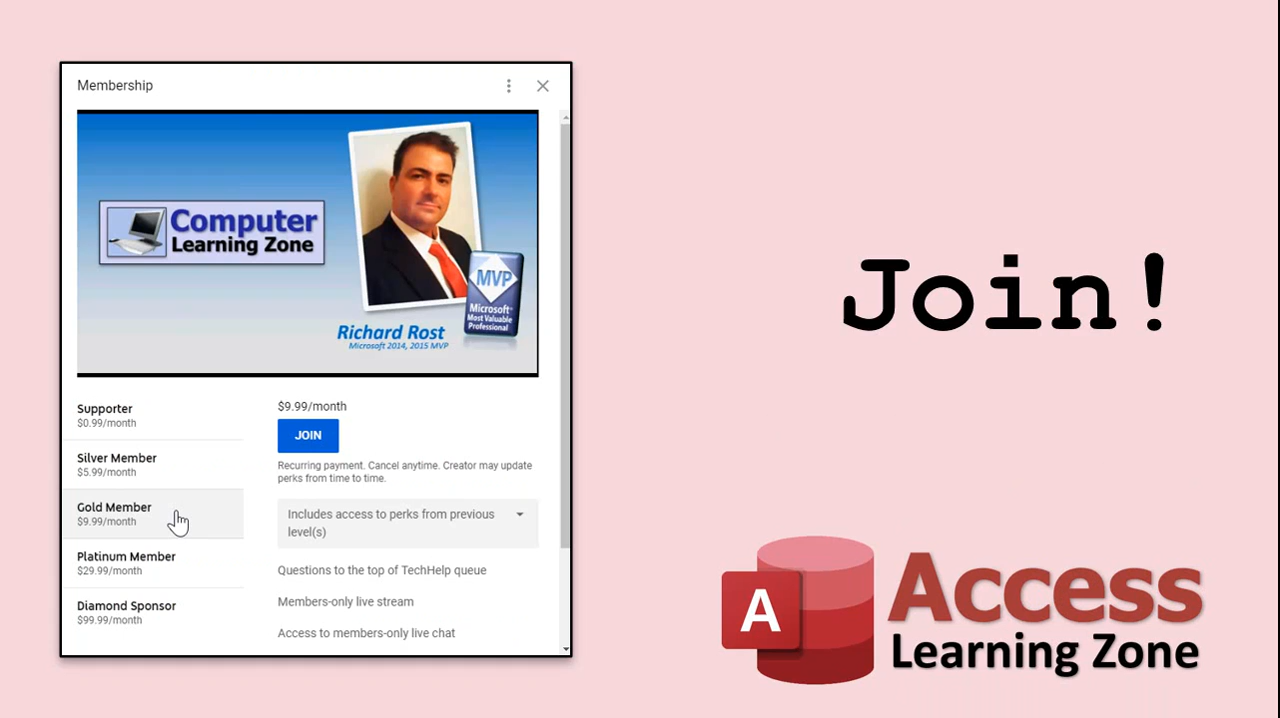 Membership
Computer
Learning Zone
MVP
Microsoft®
Most Valuable
Professional
Richard Rost
Microsoft 2014, 2015 MVP
Supporter
$0.99/month
Silver Member
$5.99/month
Gold Member
$9.99/month
Platinum Member
$29.99/month
Diamond Sponsor
$99.99/month
$9.99/month
JOIN
Recurring payment. Cancel anytime. Creator may update
perks from time to time.
Includes access to perks from previous
level(s)
Questions to the top of TechHelp queue
Members-only live stream
Access to members-only live chat
Join!
A
Access
Learning Zone